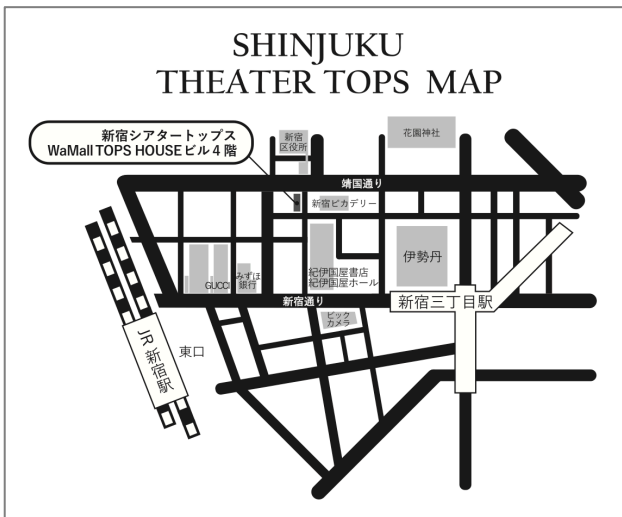 SHINJUKU
THEATER TOPS MAP
新宿シアタートップス
WaMall TOPS HOUSEビル4階
新宿
区役所
花園神社
靖国通り
新宿ピカデリー
伊勢丹
紀伊国屋書店
紀伊国屋ホール
GUCCI
みずほ
銀行
新宿通り
新宿三丁目駅
ビック
カメラ
JR 新宿駅
東口